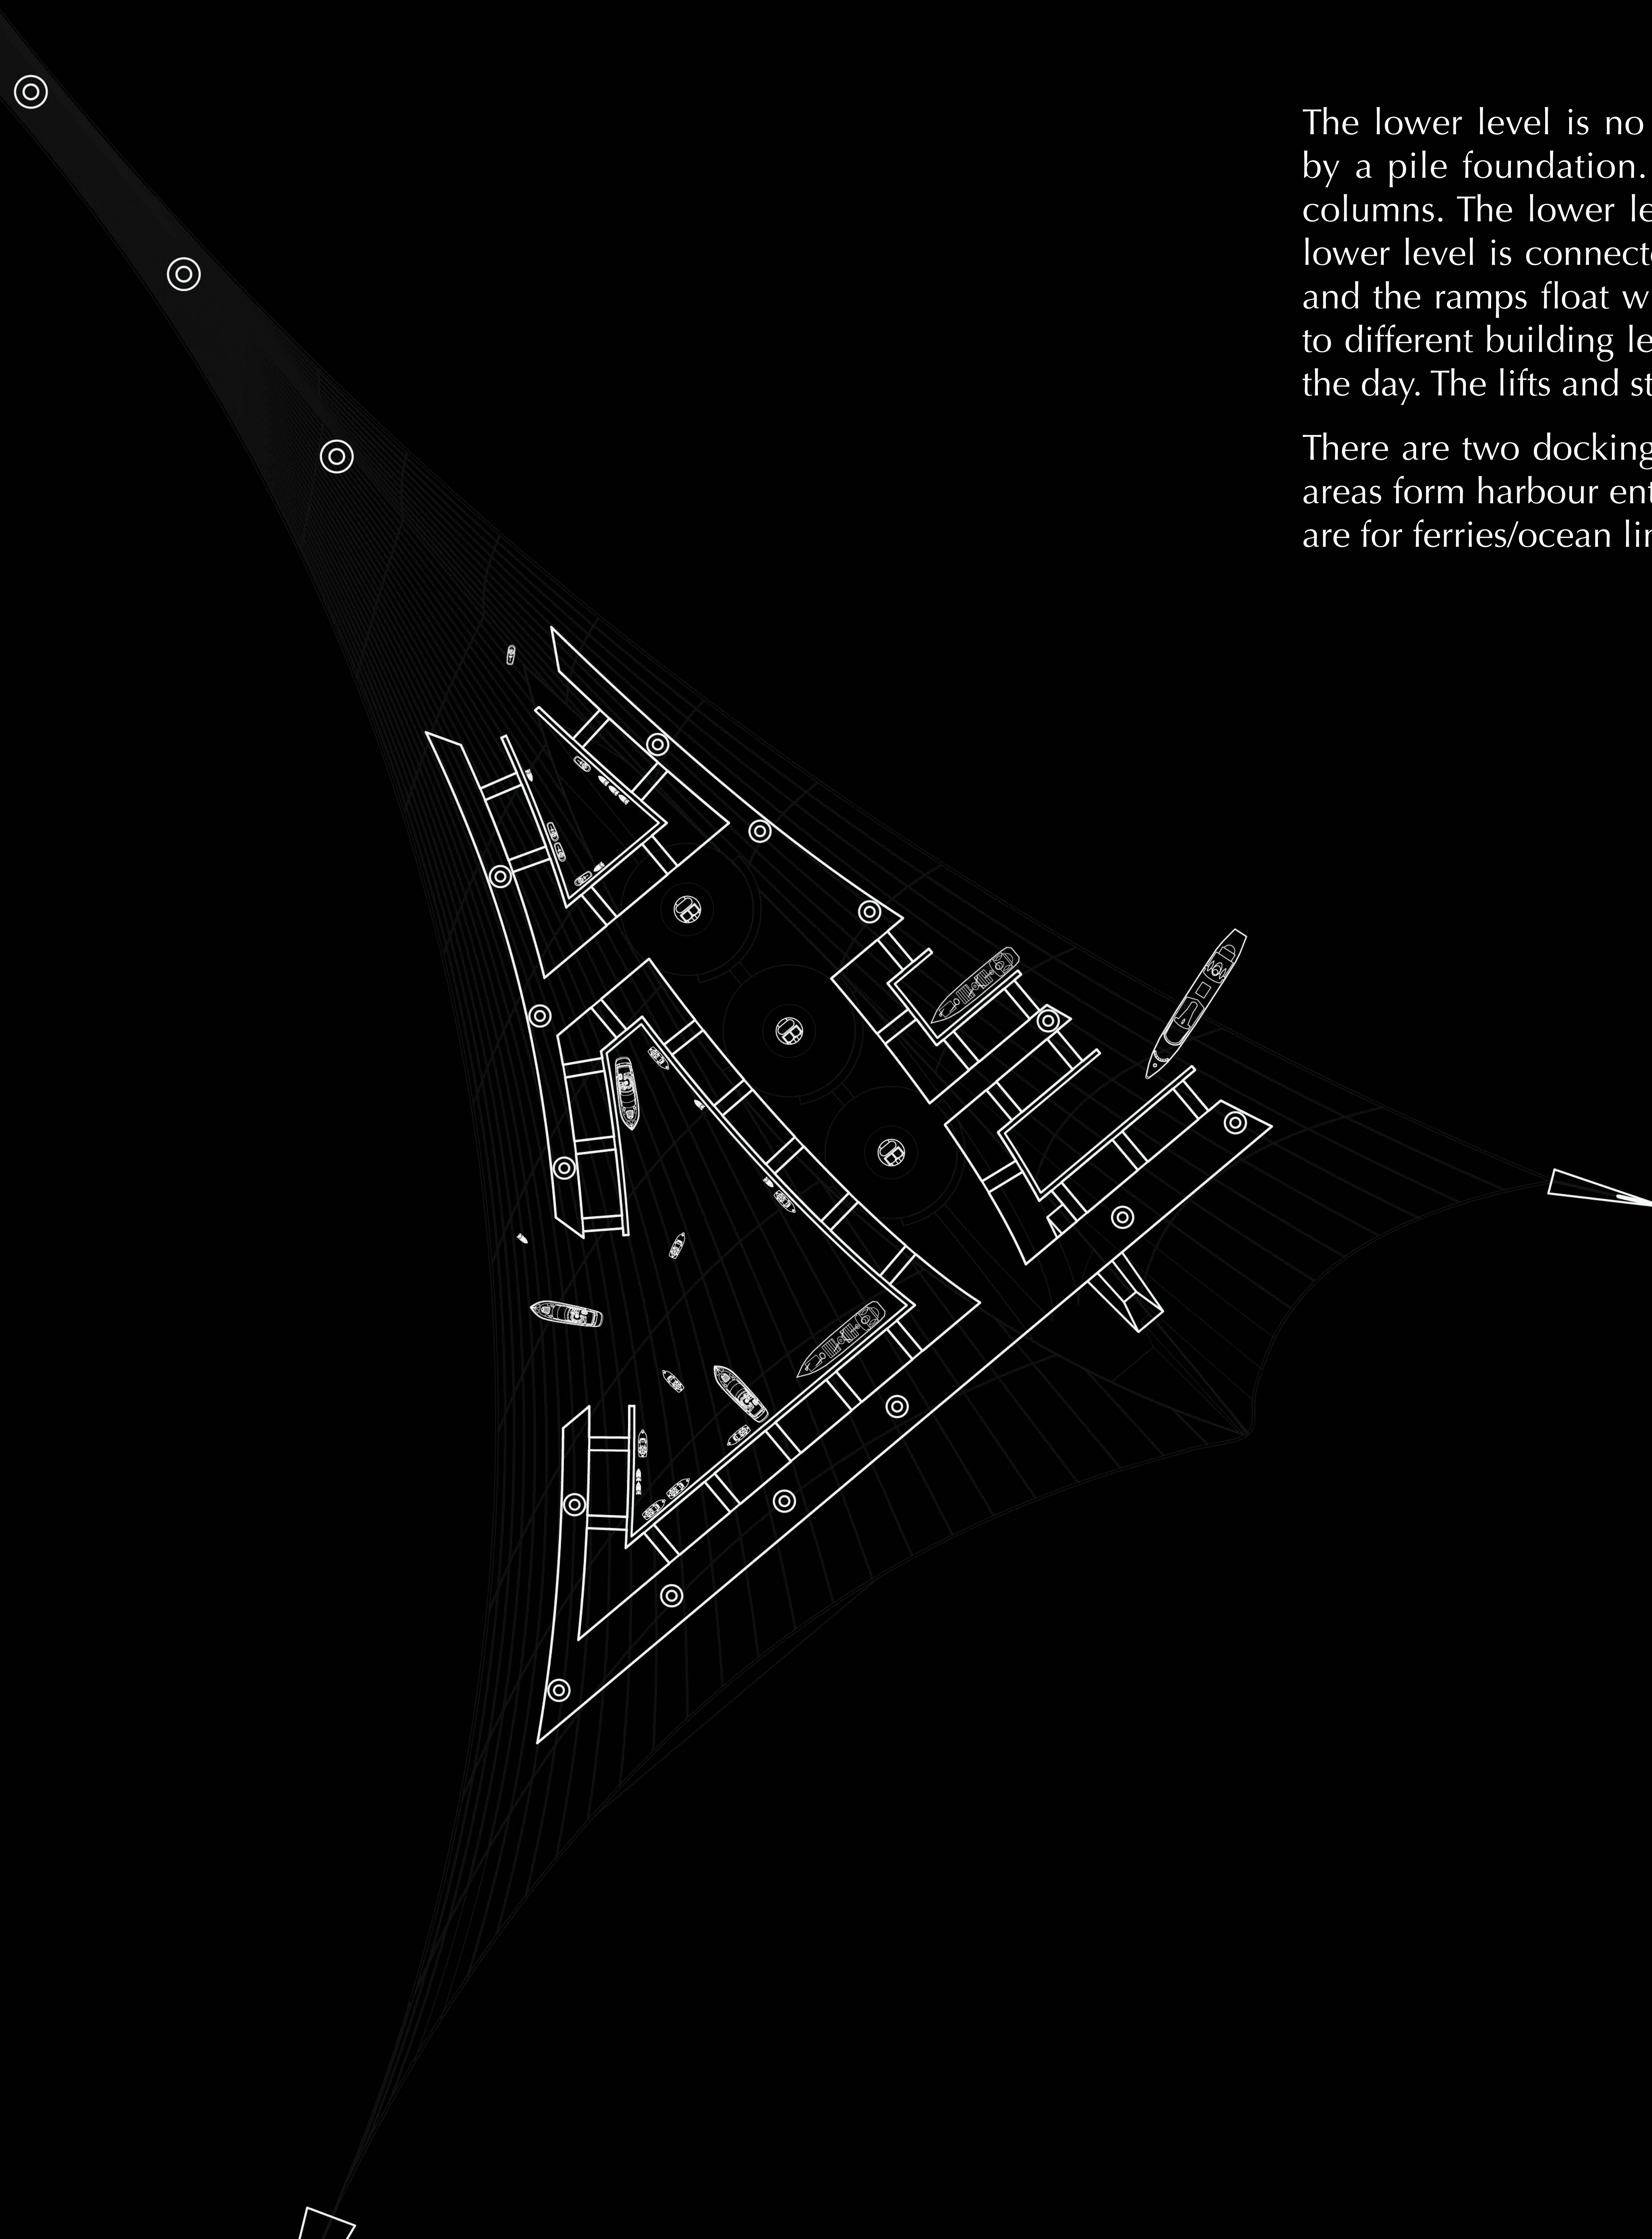 The lower level is no
by a pile foundation.
columns. The lower le
lower level is connect
and the ramps float w
to different building le
the day. The lifts and st
There are two docking
areas form harbour ent
are for ferries/ocean lin